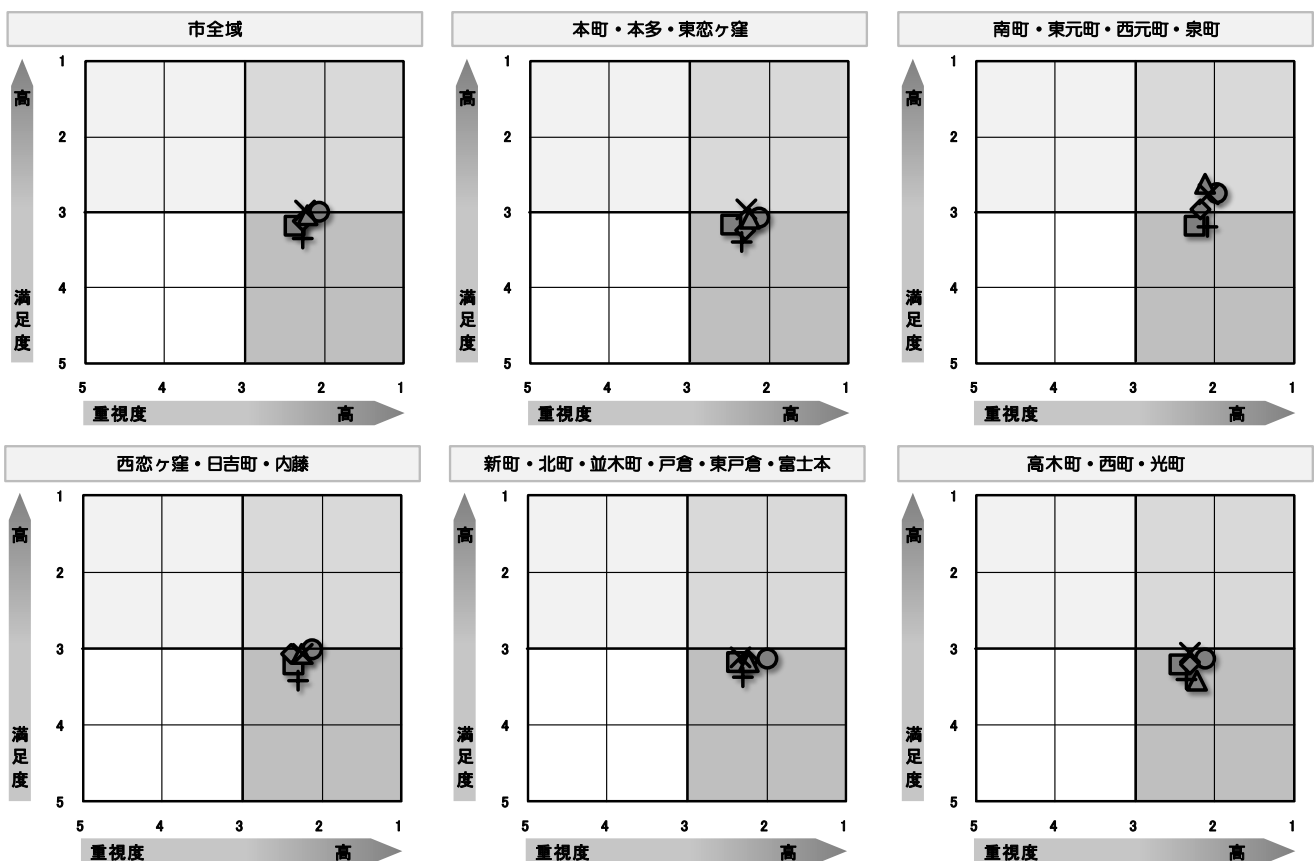 市全域
本町・本多・東恋ヶ窪
南町・東元町・西元町・泉町
高
満足度
1
2
3
4
5
5 4 3 2 1
重視度 高
高
満足度
1
2
3
4
5
5 4 3 2 1
重視度 高
高
満足度
1
2
3
4
5
5 4 3 2 1
重視度 高
西恋ヶ窪・日吉町・内藤
新町・北町・並木町・戸倉・東戸倉・富士本
高木町・西町・光町
高
満足度
1
2
3
4
5
5 4 3 2 1
重視度 高
高
満足度
1
2
3
4
5
5 4 3 2 1
重視度 高
高
満足度
1
2
3
4
5
5 4 3 2 1
重視度 高